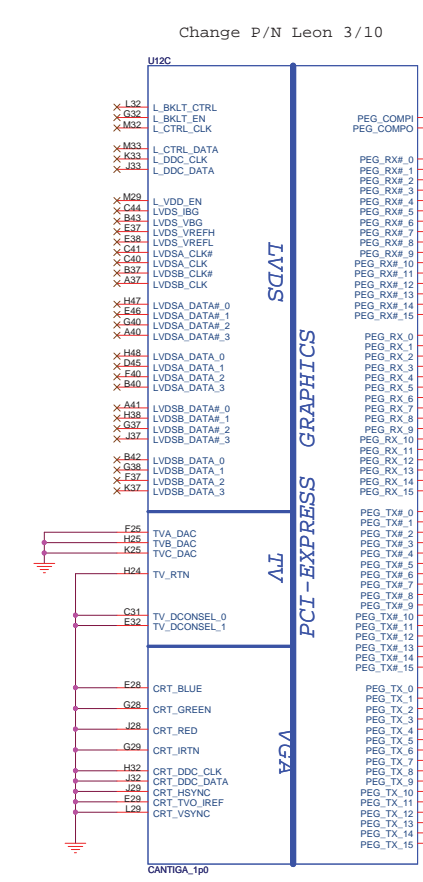 Change P/N Leon 3/10
U12C
L32 L_BKLT_CTRL
G32 L_BKLT_EN
M32 L_CTRL_CLK
M33 L_CTRL_DATA
K33 L_DDC_CLK
J33 L_DDC_DATA
M29 L_VDD_EN
C44 LVDS_IBG
B43 LVDS_VBG
E37 LVDS_VREFH
E38 LVDS_VREFL
C41 LVDSA_CLK#
C40 LVDSA_CLK
B37 LVDSB_CLK#
A37 LVDSB_CLK
H47 LVDSA_DATA#_0
E46 LVDSA_DATA#_1
G40 LVDSA_DATA#_2
A40 LVDSA_DATA#_3
H48 LVDSA_DATA_0
D45 LVDSA_DATA_1
F40 LVDSA_DATA_2
B40 LVDSA_DATA_3
A41 LVDSB_DATA#_0
H38 LVDSB_DATA#_1
G37 LVDSB_DATA#_2
J37 LVDSB_DATA#_3
B42 LVDSB_DATA_0
G38 LVDSB_DATA_1
F37 LVDSB_DATA_2
K37 LVDSB_DATA_3
F25 TVA_DAC
H25 TVB_DAC
K25 TVC_DAC
H24 TV_RTN
C31 TV_DCONSEL_0
E32 TV_DCONSEL_1
E28 CRT_BLUE
G28 CRT_GREEN
J28 CRT_RED
G29 CRT_IRTN
H32 CRT_DDC_CLK
J32 CRT_DDC_DATA
J29 CRT_HSYNC
E29 CRT_TVO_IREF
L29 CRT_VSYNC
LVDS
TV
VGA
PCI-EXPRESS GRAPHICS
PEG_COMPI
PEG_COMPO
PEG_RX#_0
PEG_RX#_1
PEG_RX#_2
PEG_RX#_3
PEG_RX#_4
PEG_RX#_5
PEG_RX#_6
PEG_RX#_7
PEG_RX#_8
PEG_RX#_9
PEG_RX#_10
PEG_RX#_11
PEG_RX#_12
PEG_RX#_13
PEG_RX#_14
PEG_RX#_15
PEG_RX_0
PEG_RX_1
PEG_RX_2
PEG_RX_3
PEG_RX_4
PEG_RX_5
PEG_RX_6
PEG_RX_7
PEG_RX_8
PEG_RX_9
PEG_RX_10
PEG_RX_11
PEG_RX_12
PEG_RX_13
PEG_RX_14
PEG_RX_15
PEG_TX#_0
PEG_TX#_1
PEG_TX#_2
PEG_TX#_3
PEG_TX#_4
PEG_TX#_5
PEG_TX#_6
PEG_TX#_7
PEG_TX#_8
PEG_TX#_9
PEG_TX#_10
PEG_TX#_11
PEG_TX#_12
PEG_TX#_13
PEG_TX#_14
PEG_TX#_15
PEG_TX_0
PEG_TX_1
PEG_TX_2
PEG_TX_3
PEG_TX_4
PEG_TX_5
PEG_TX_6
PEG_TX_7
PEG_TX_8
PEG_TX_9
PEG_TX_10
PEG_TX_11
PEG_TX_12
PEG_TX_13
PEG_TX_14
PEG_TX_15
CANTIGA_1p0